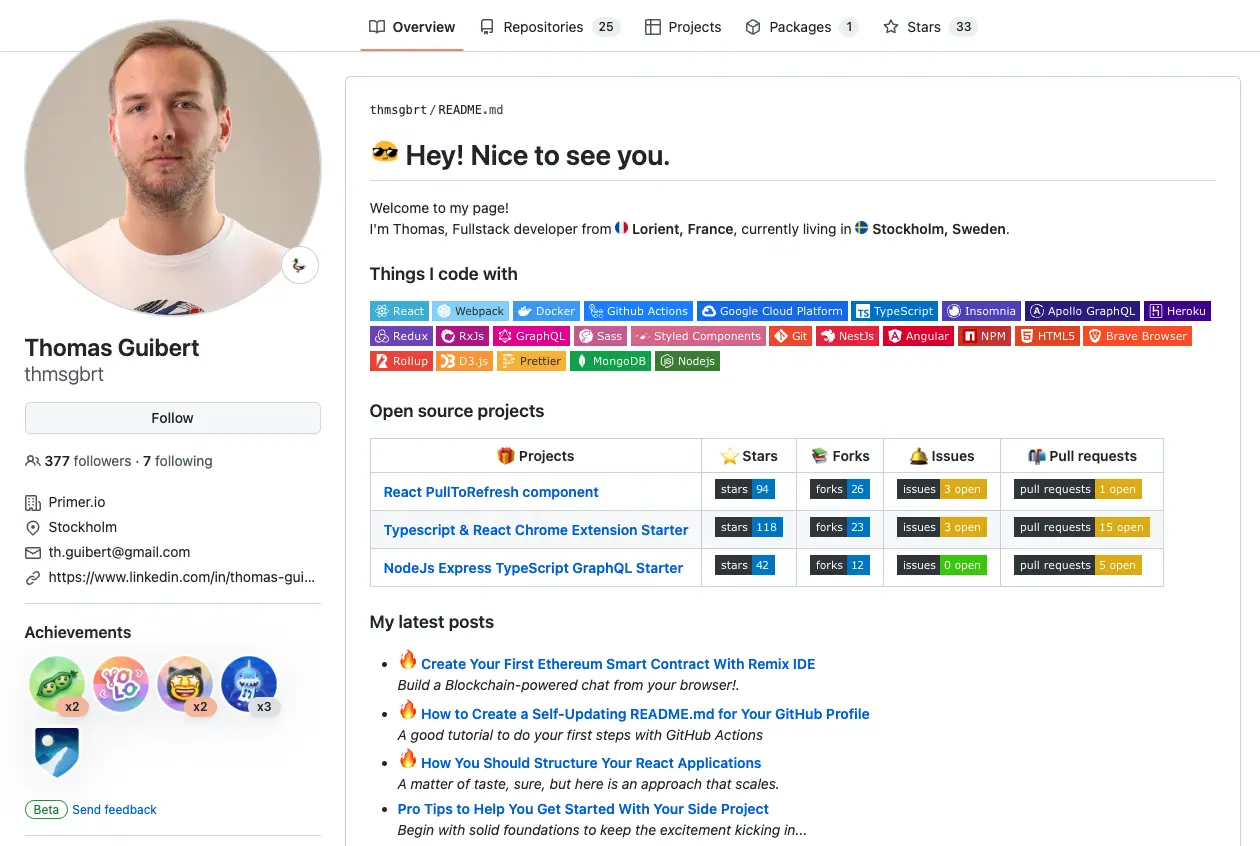 Overview Repositories 25 Projects Packages 1 Stars 33
thmsgbrt/README.md
😎 Hey! Nice to see you.
Welcome to my page!
I'm Thomas, Fullstack developer from 🇫🇷 Lorient, France, currently living in 🇸🇪 Stockholm, Sweden.
Things I code with
React Webpack Docker Github Actions Google Cloud Platform TypeScript Insomnia Apollo GraphQL Heroku
Redux RxJs GraphQL Sass Styled Components Git NestJs Angular NPM HTML5 Brave Browser
Rollup D3.js Prettier MongoDB Nodejs
Thomas Guibert
thmsgbrt
Follow
377 followers · 7 following
Primer.io
Stockholm
th.guibert@gmail.com
https://www.linkedin.com/in/thomas-gui...
Achievements
x2 YOLO x2 x3
Beta Send feedback
Open source projects
🎁 Projects ⭐ Stars 📚 Forks 🛎 Issues 📬 Pull requests
React PullToRefresh component stars 94 forks 26 issues 3 open pull requests 1 open
Typescript & React Chrome Extension Starter stars 118 forks 23 issues 3 open pull requests 15 open
NodeJs Express TypeScript GraphQL Starter stars 42 forks 12 issues 0 open pull requests 5 open
My latest posts
• 🔥 Create Your First Ethereum Smart Contract With Remix IDE
Build a Blockchain-powered chat from your browser!.
• 🔥 How to Create a Self-Updating README.md for Your GitHub Profile
A good tutorial to do your first steps with GitHub Actions
• 🔥 How You Should Structure Your React Applications
A matter of taste, sure, but here is an approach that scales.
• Pro Tips to Help You Get Started With Your Side Project
Begin with solid foundations to keep the excitement kicking in...